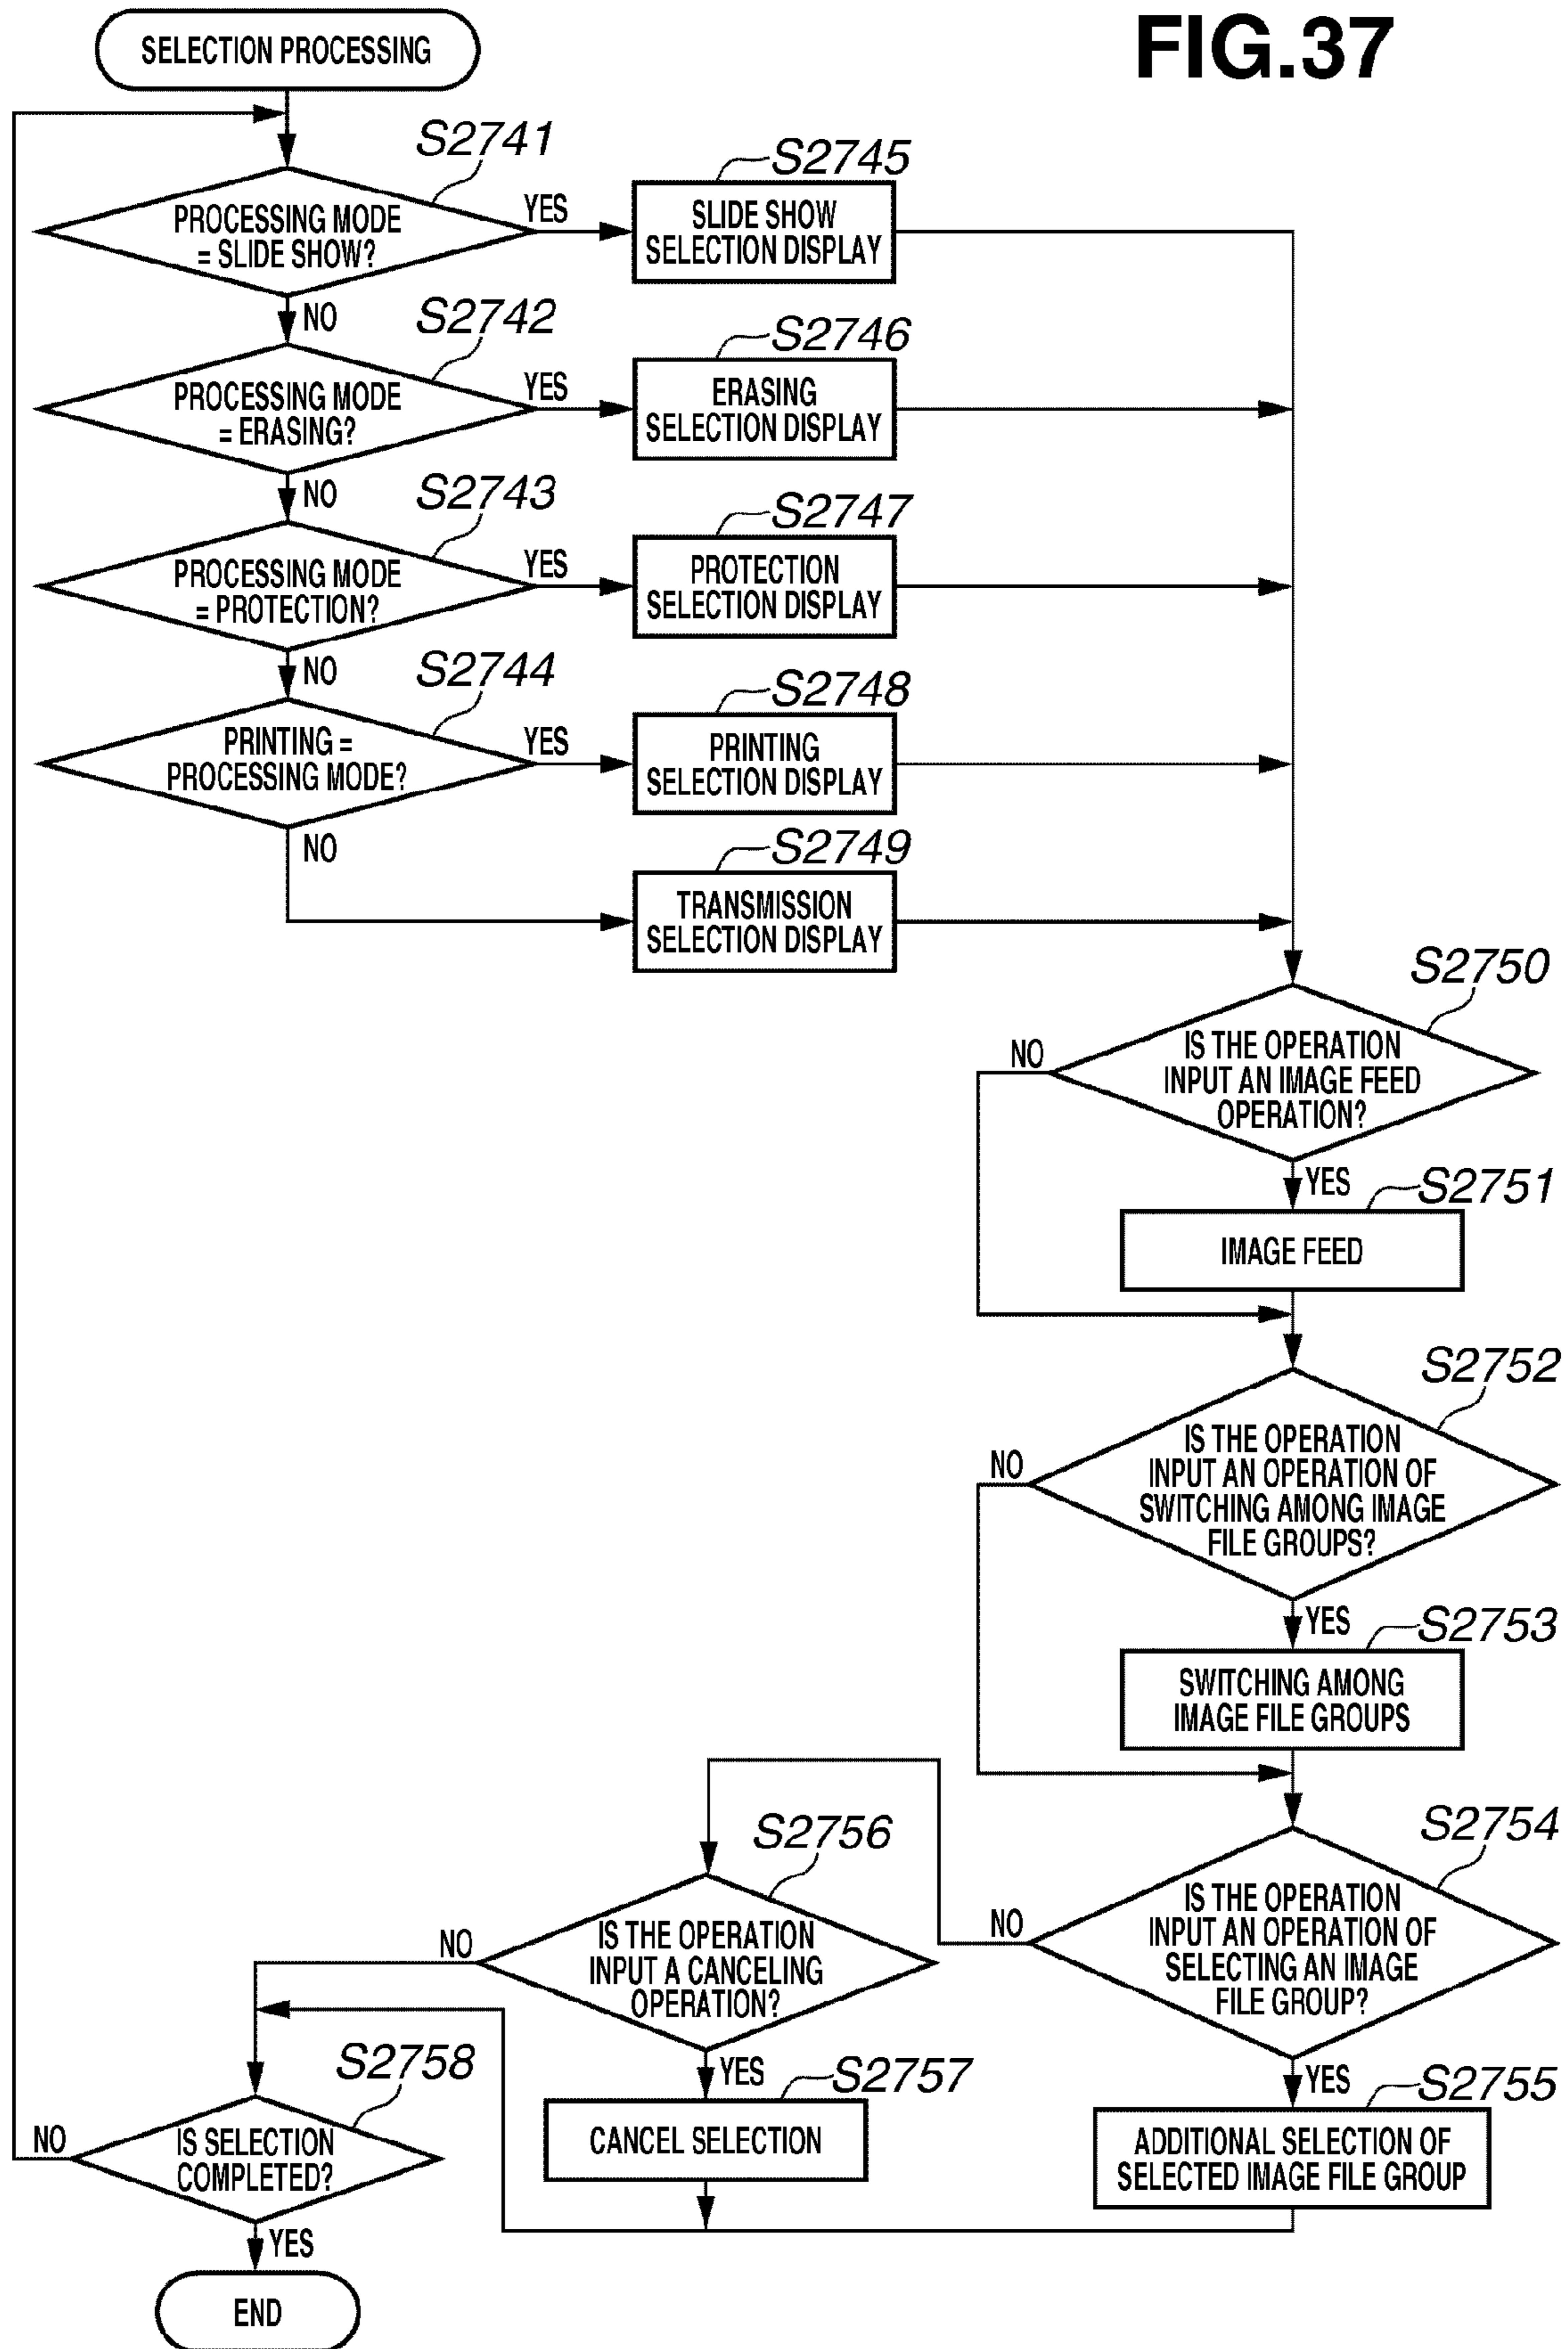 FIG.37
SELECTION PROCESSING
S2741
PROCESSING MODE
= SLIDE SHOW?
YES
NO
S2745
SLIDE SHOW
SELECTION DISPLAY
S2742
PROCESSING MODE
= ERASING?
YES
NO
S2746
ERASING
SELECTION DISPLAY
S2743
PROCESSING MODE
= PROTECTION?
YES
NO
S2747
PROTECTION
SELECTION DISPLAY
S2744
PRINTING =
PROCESSING MODE?
YES
NO
S2748
PRINTING
SELECTION DISPLAY
S2749
TRANSMISSION
SELECTION DISPLAY
S2750
IS THE OPERATION
INPUT AN IMAGE FEED
OPERATION?
NO
YES
S2751
IMAGE FEED
S2752
IS THE OPERATION
INPUT AN OPERATION OF
SWITCHING AMONG IMAGE
FILE GROUPS?
NO
YES
S2753
SWITCHING AMONG
IMAGE FILE GROUPS
S2754
IS THE OPERATION
INPUT AN OPERATION OF
SELECTING AN IMAGE
FILE GROUP?
NO
YES
S2755
ADDITIONAL SELECTION OF
SELECTED IMAGE FILE GROUP
S2756
IS THE OPERATION
INPUT A CANCELING
OPERATION?
NO
YES
S2757
CANCEL SELECTION
S2758
IS SELECTION
COMPLETED?
NO
YES
END